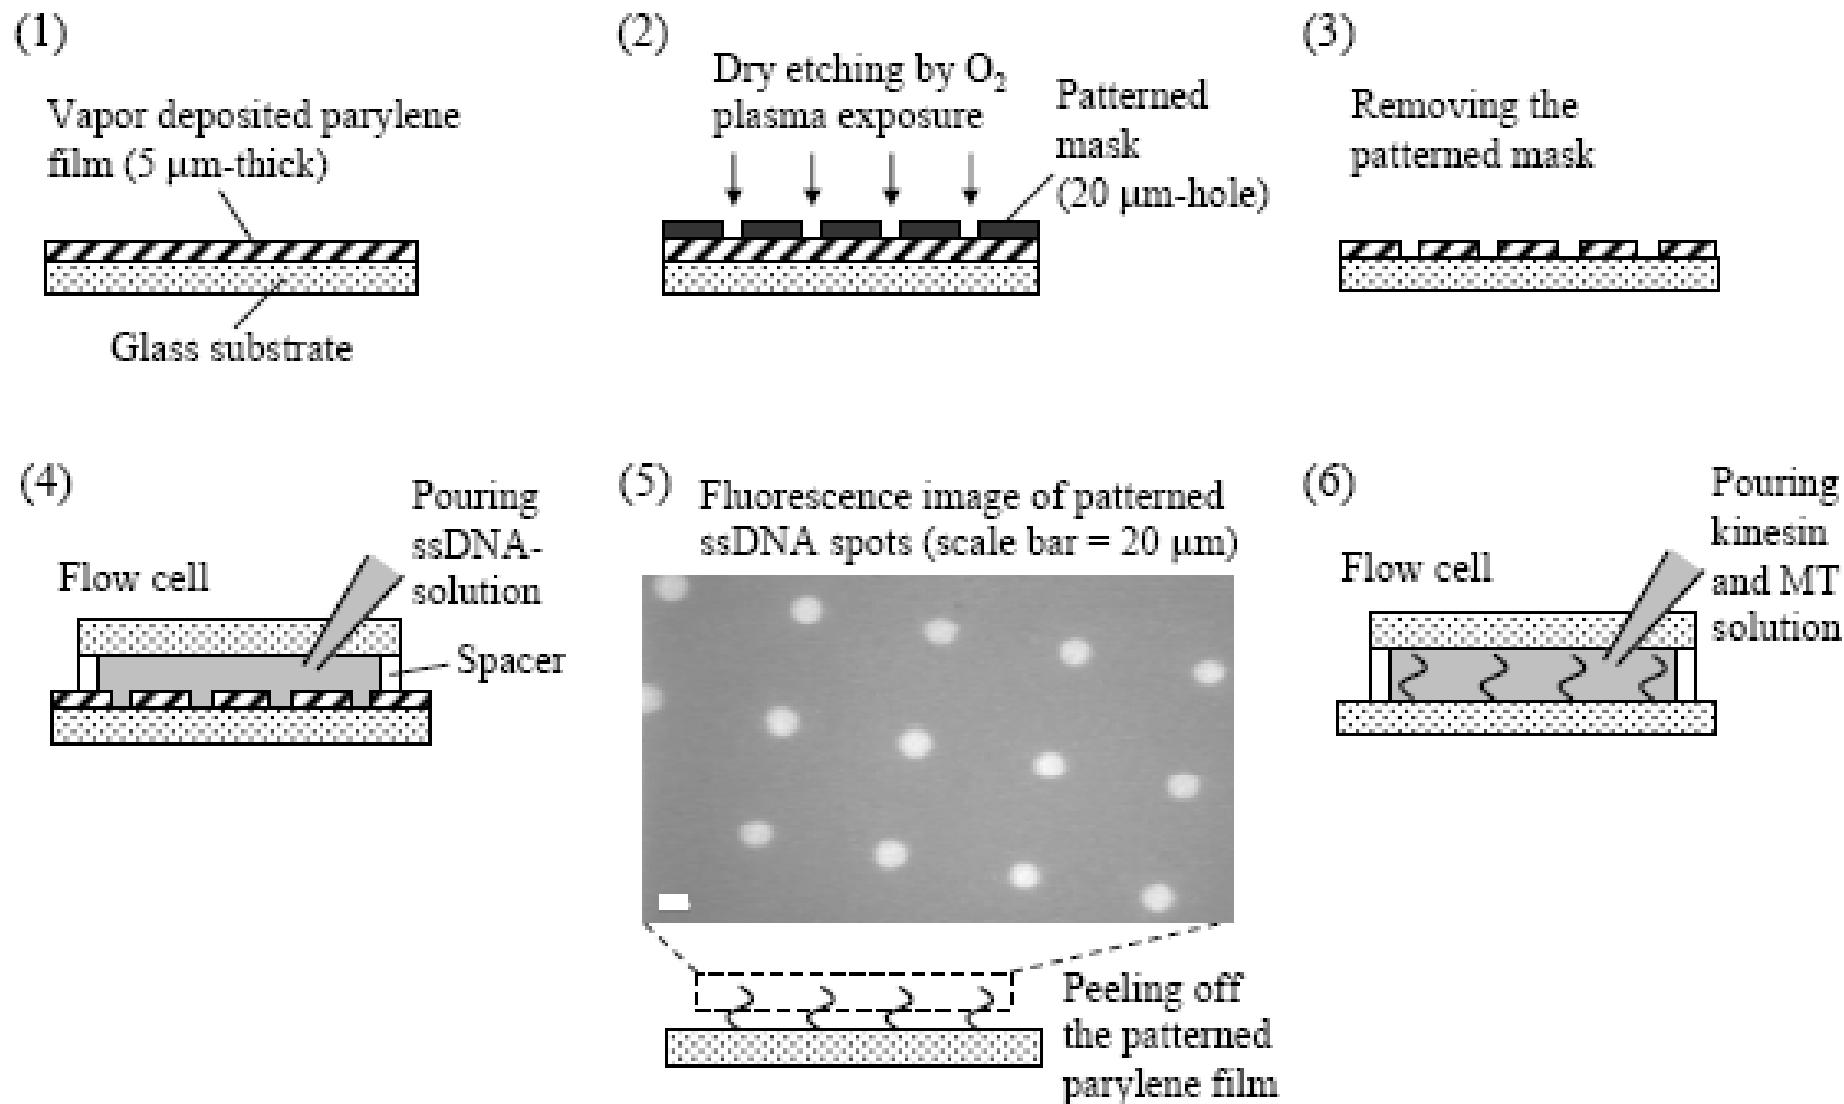 (1)
Vapor deposited parylene
film (5 μm-thick)
Glass substrate
(2)
Dry etching by O₂
plasma exposure
Patterned
mask
(20 μm-hole)
(3)
Removing the
patterned mask
(4)
Flow cell
Pouring
ssDNA-
solution
Spacer
(5)
Fluorescence image of patterned
ssDNA spots (scale bar = 20 μm)
Peeling off
the patterned
parylene film
(6)
Flow cell
Pouring
kinesin
and MT
solution